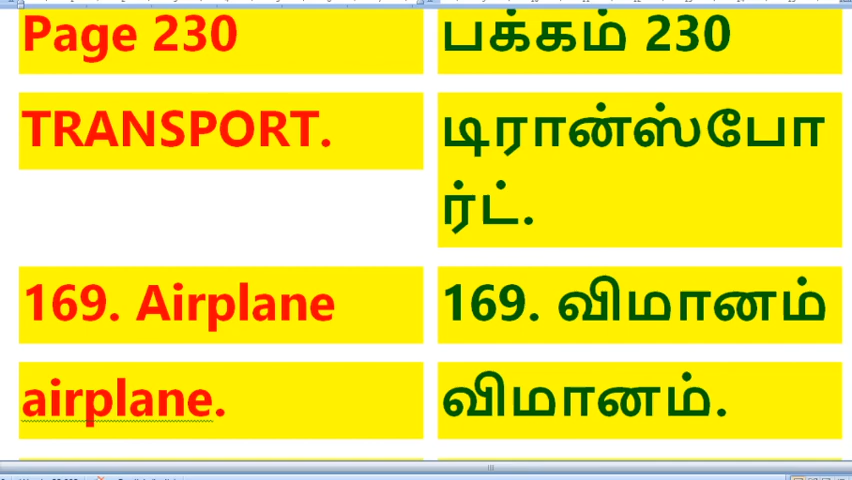 Page 230
பக்கம் 230
TRANSPORT.
டிரான்ஸ்போ
ர்ட்.
169. Airplane
169. விமானம்
airplane.
விமானம்.